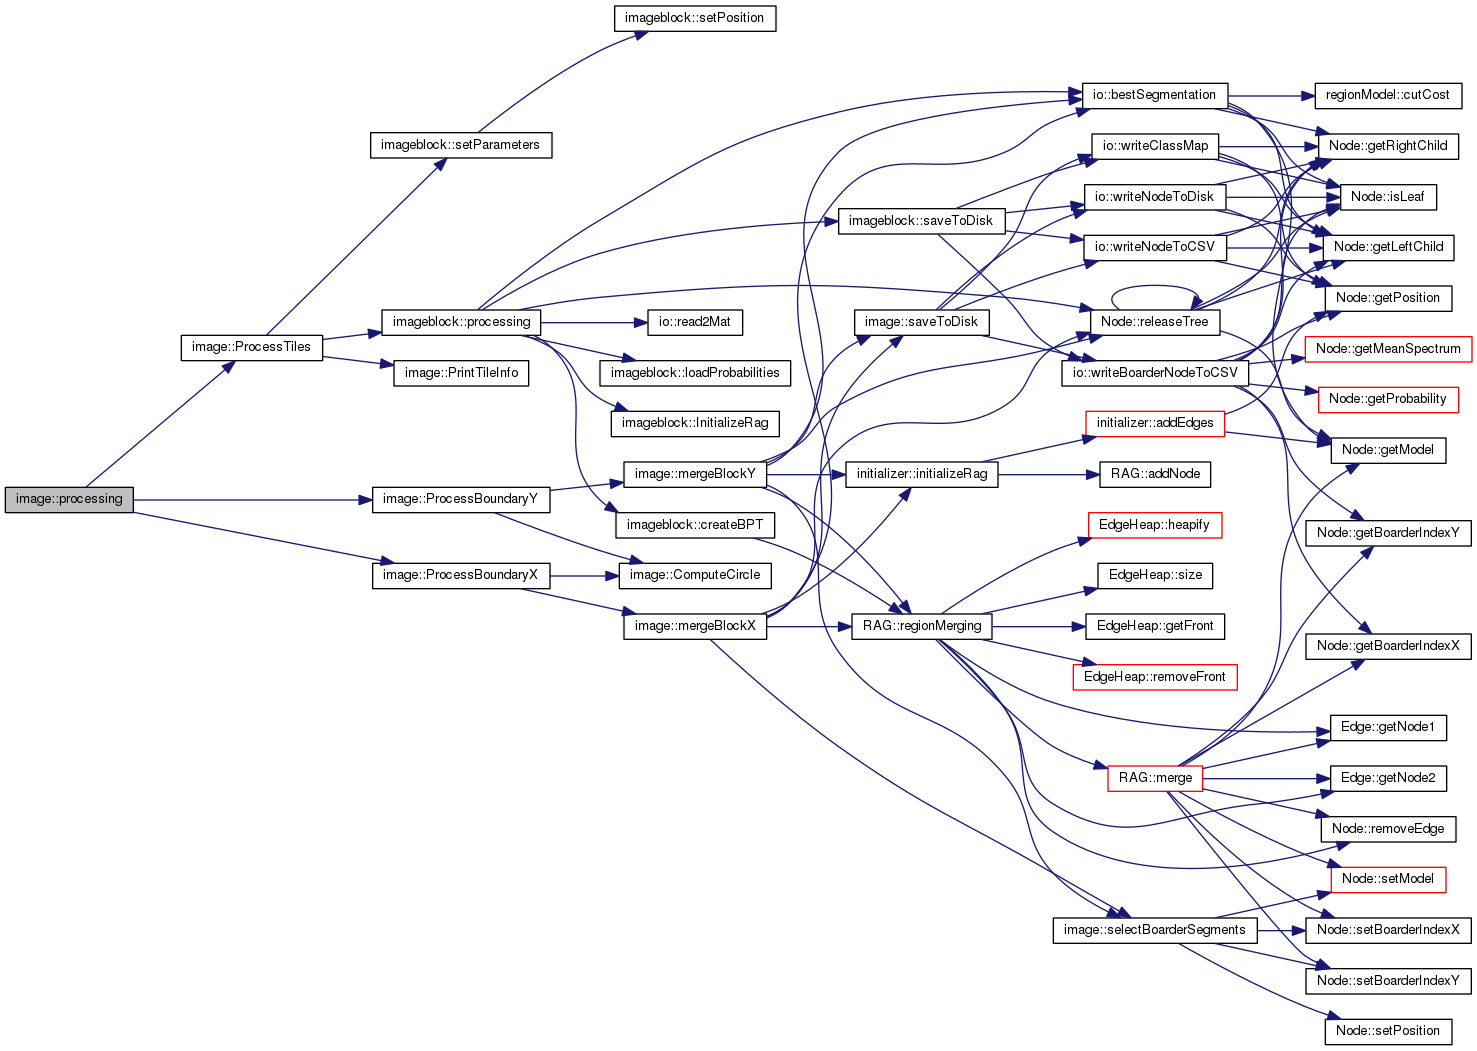 image::processing
image::ProcessTiles
image::ProcessBoundaryY
image::ProcessBoundaryX
imageblock::setParameters
imageblock::processing
image::PrintTileInfo
imageblock::setPosition
io::read2Mat
imageblock::loadProbabilities
imageblock::InitializeRag
image::mergeBlockY
imageblock::createBPT
image::ComputeCircle
image::mergeBlockX
imageblock::saveToDisk
image::saveToDisk
initializer::initializeRag
RAG::regionMerging
io::bestSegmentation
io::writeClassMap
io::writeNodeToDisk
io::writeNodeToCSV
Node::releaseTree
io::writeBoarderNodeToCSV
initializer::addEdges
RAG::addNode
EdgeHeap::heapify
EdgeHeap::size
EdgeHeap::getFront
EdgeHeap::removeFront
RAG::merge
image::selectBoarderSegments
regionModel::cutCost
Node::getRightChild
Node::isLeaf
Node::getLeftChild
Node::getPosition
Node::getMeanSpectrum
Node::getProbability
Node::getModel
Node::getBoarderIndexY
Node::getBoarderIndexX
Edge::getNode1
Edge::getNode2
Node::removeEdge
Node::setModel
Node::setBoarderIndexX
Node::setBoarderIndexY
Node::setPosition